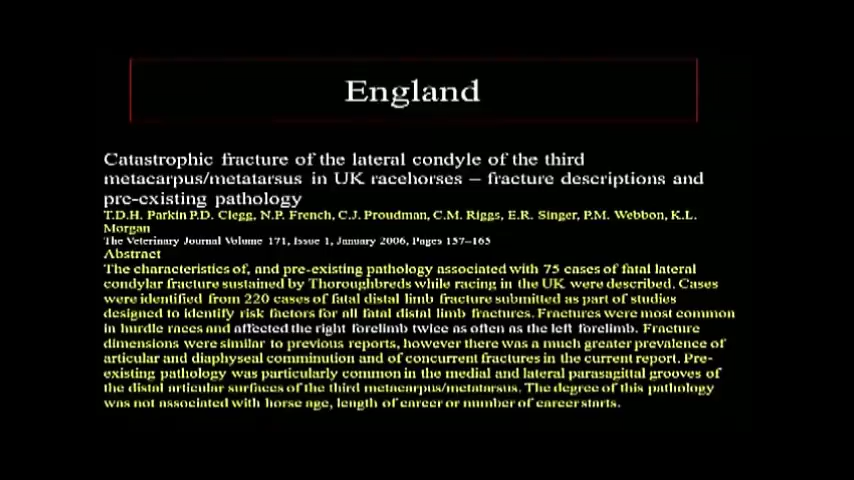 England
Catastrophic fracture of the lateral condyle of the third
metacarpus/metatarsus in UK racehorses – fracture descriptions and
pre-existing pathology
T.D.H. Parkin P.D. Clegg, N.P. French, C.J. Proudman, C.M. Riggs, E.R. Singer, P.M. Webbon, K.L.
Morgan
The Veterinary Journal Volume 171, Issue 1, January 2006, Pages 157–165
Abstract
The characteristics of, and pre-existing pathology associated with 75 cases of fatal lateral
condylar fracture sustained by Thoroughbreds while racing in the UK were described. Cases
were identified from 220 cases of fatal distal limb fracture submitted as part of studies
designed to identify risk factors for all fatal distal limb fractures. Fractures were most common
in hurdle races and affected the right forelimb twice as often as the left forelimb. Fracture
dimensions were similar to previous reports, however there was a much greater prevalence of
articular and diaphyseal comminution and of concurrent fractures in the current report. Pre-
existing pathology was particularly common in the medial and lateral parasagittal grooves of
the distal articular surfaces of the third metacarpus/metatarsus. The degree of this pathology
was not associated with horse age, length of career or number of career starts.